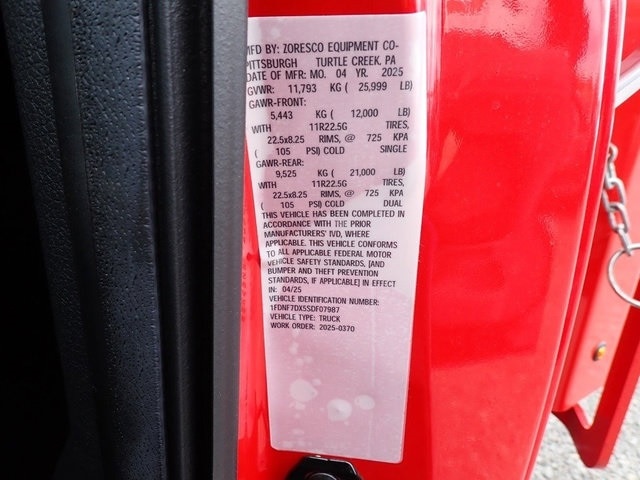 MFD BY: ZORESCO EQUIPMENT CO-
PITTSBURGH TURTLE CREEK, PA
DATE OF MFR: MO. 04 YR. 2025
GVWR: 11,793 KG ( 25,999 LB)
GAWR-FRONT:
5,443 KG ( 12,000 LB)
WITH 11R22.5G TIRES,
22.5x8.25 RIMS, @ 725 KPA
( 105 PSI) COLD SINGLE
GAWR-REAR:
9,525 KG ( 21,000 LB)
WITH 11R22.5G TIRES,
22.5x8.25 RIMS, @ 725 KPA
( 105 PSI) COLD DUAL
THIS VEHICLE HAS BEEN COMPLETED IN
ACCORDANCE WITH THE PRIOR
MANUFACTURERS' IVD, WHERE
APPLICABLE. THIS VEHICLE CONFORMS
TO ALL APPLICABLE FEDERAL MOTOR
VEHICLE SAFETY STANDARDS, [AND
BUMPER AND THEFT PREVENTION
STANDARDS, IF APPLICABLE] IN EFFECT
IN: 04/25
VEHICLE IDENTIFICATION NUMBER:
1FDNF7DX5SDF07987
VEHICLE TYPE: TRUCK
WORK ORDER: 2025-0370